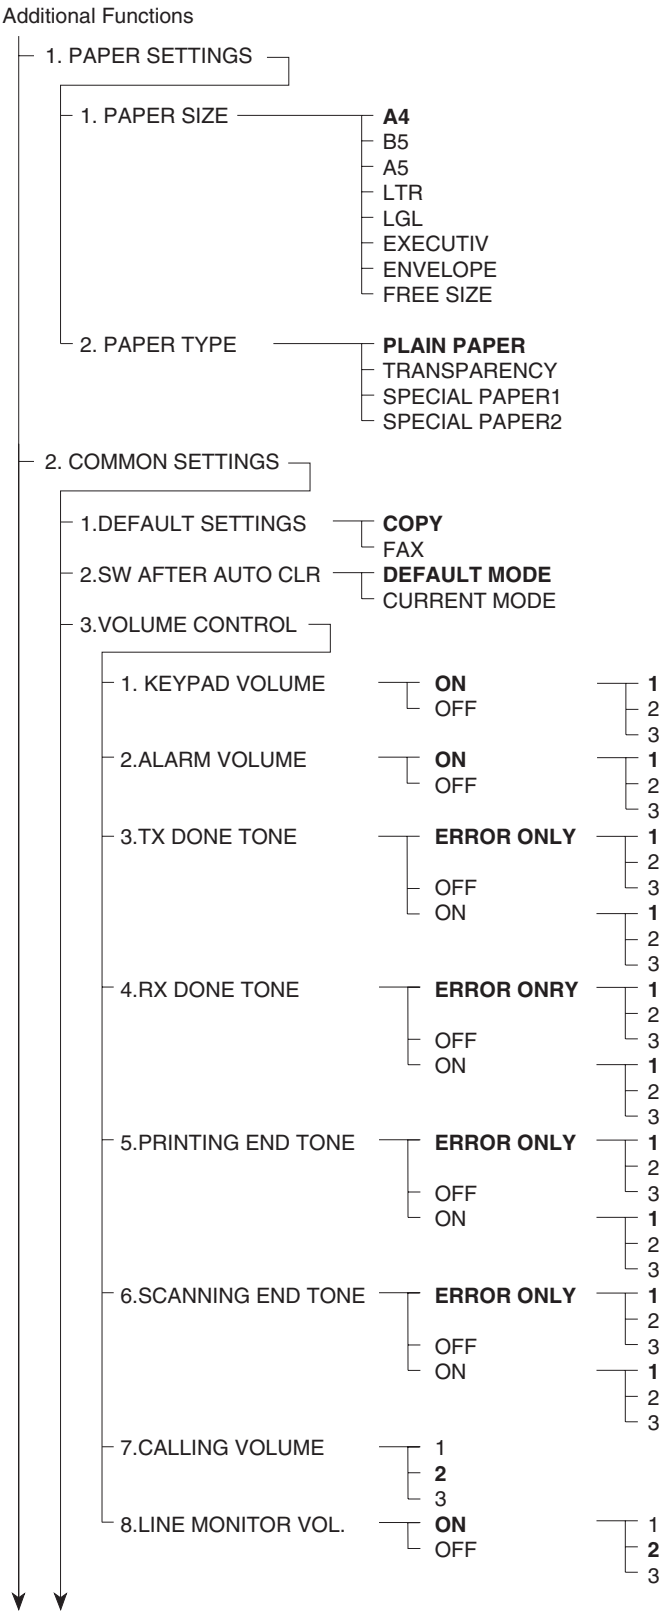 Additional Functions
1. PAPER SETTINGS
1. PAPER SIZE A4
B5
A5
LTR
LGL
EXECUTIV
ENVELOPE
FREE SIZE
2. PAPER TYPE PLAIN PAPER
TRANSPARENCY
SPECIAL PAPER1
SPECIAL PAPER2
2. COMMON SETTINGS
1.DEFAULT SETTINGS COPY
FAX
2.SW AFTER AUTO CLR DEFAULT MODE
CURRENT MODE
3.VOLUME CONTROL
1. KEYPAD VOLUME ON 1
OFF 2
3
2.ALARM VOLUME ON 1
OFF 2
3
3.TX DONE TONE ERROR ONLY 1
2
OFF 3
ON 1
2
3
4.RX DONE TONE ERROR ONRY 1
2
OFF 3
ON 1
2
3
5.PRINTING END TONE ERROR ONLY 1
2
OFF 3
ON 1
2
3
6.SCANNING END TONE ERROR ONLY 1
2
OFF 3
ON 1
2
3
7.CALLING VOLUME 1
2
3
8.LINE MONITOR VOL. ON 1
OFF 2
3